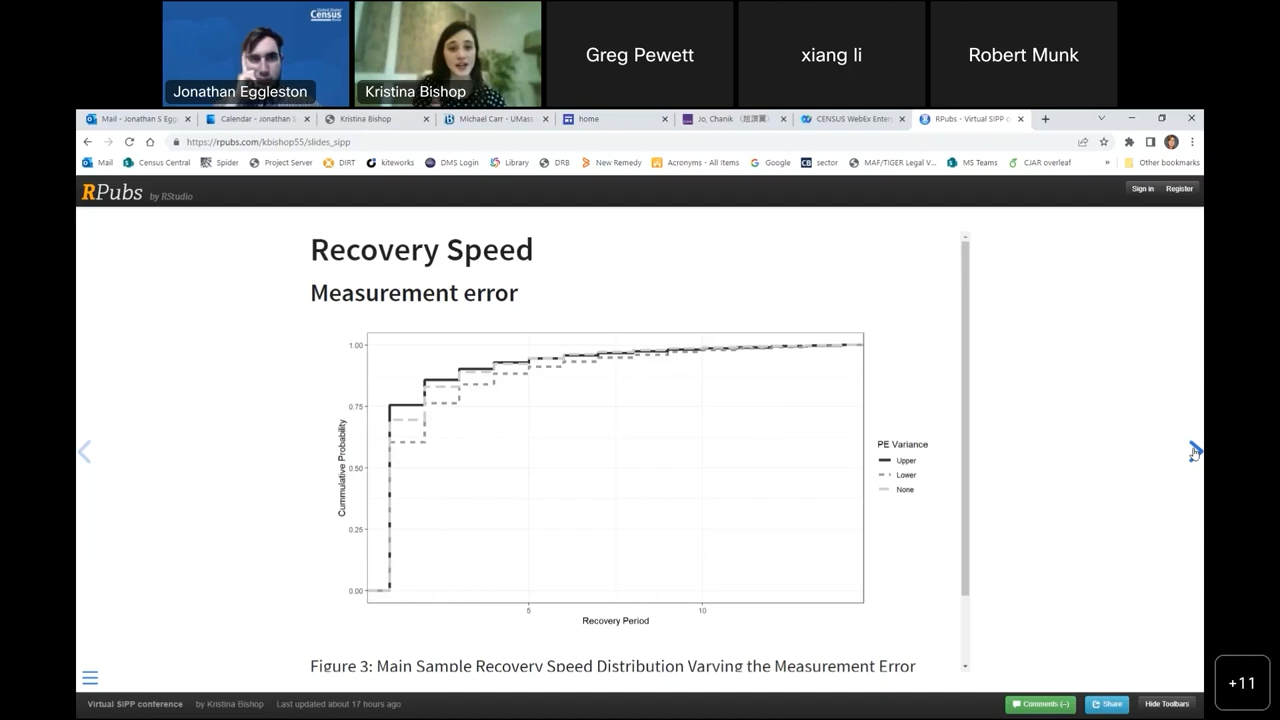 United States
Census
Bureau
Jonathan Eggleston
Kristina Bishop
Greg Pewett
xiang li
Robert Munk
Mail - Jonathan S Egg
Calendar - Jonathan S
Kristina Bishop
Michael Carr - UMass
home
CENSUS WebEx Enter
RPubs - Virtual SIPP c
https://rpubs.com/kbishop55/slides_sipp
Mail
Census Central
Spider
Project Server
DIRT
kiteworks
DMS Login
Library
DRB
New Remedy
Acronyms - All Items
Google
sector
MAF/TIGER Legal V...
MS Teams
CJAR overleaf
»
Other bookmarks
RPubs by RStudio
Sign in
Register
Recovery Speed
Measurement error
1.00
0.75
0.50
0.25
0.00
Cummulative Probability
5
10
Recovery Period
PE Variance
Upper
Lower
None
Figure 3: Main Sample Recovery Speed Distribution Varying the Measurement Error
Virtual SIPP conference
by Kristina Bishop
Last updated about 17 hours ago
Comments (–)
Share
Hide Toolbars
+11